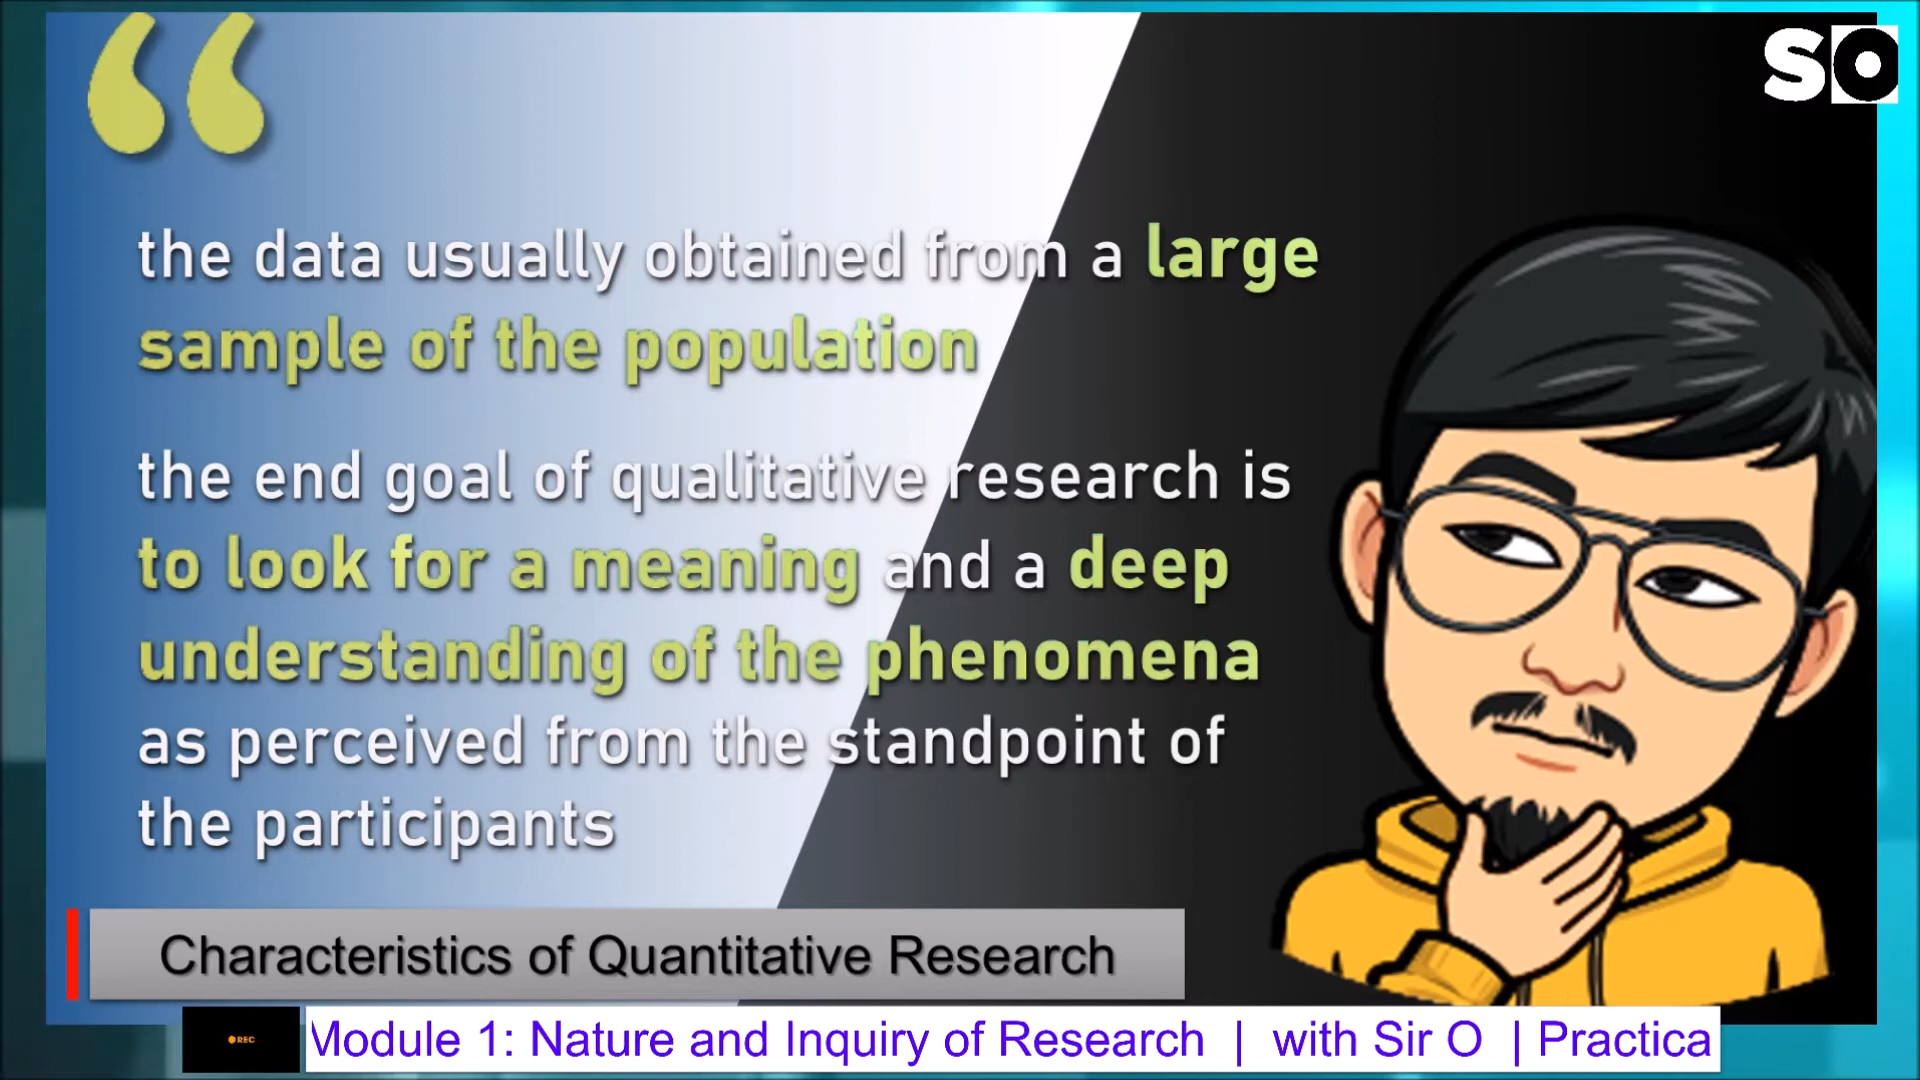 SO
the data usually obtained from a large
sample of the population
the end goal of qualitative research is
to look for a meaning and a deep
understanding of the phenomena
as perceived from the standpoint of
the participants
Characteristics of Quantitative Research
REC
Module 1: Nature and Inquiry of Research | with Sir O | Practica